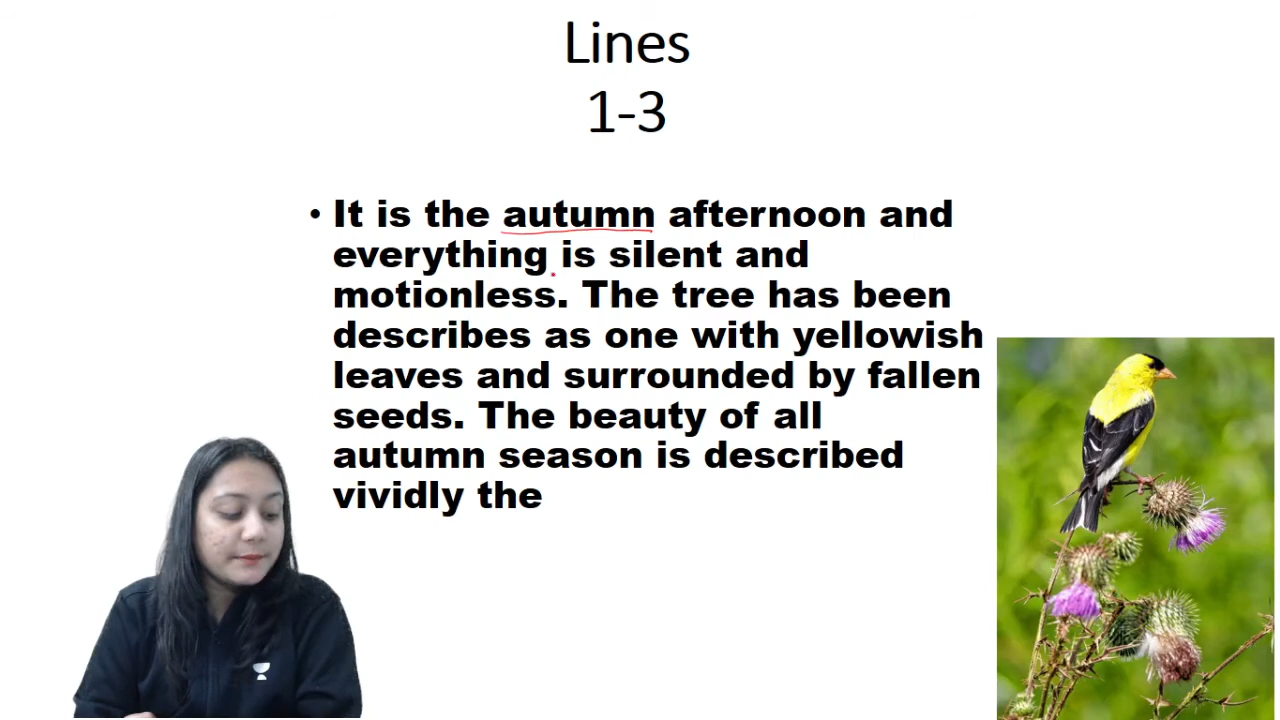 Lines
1-3
• It is the autumn afternoon and
everything is silent and
motionless. The tree has been
describes as one with yellowish
leaves and surrounded by fallen
seeds. The beauty of all
autumn season is described
vividly the